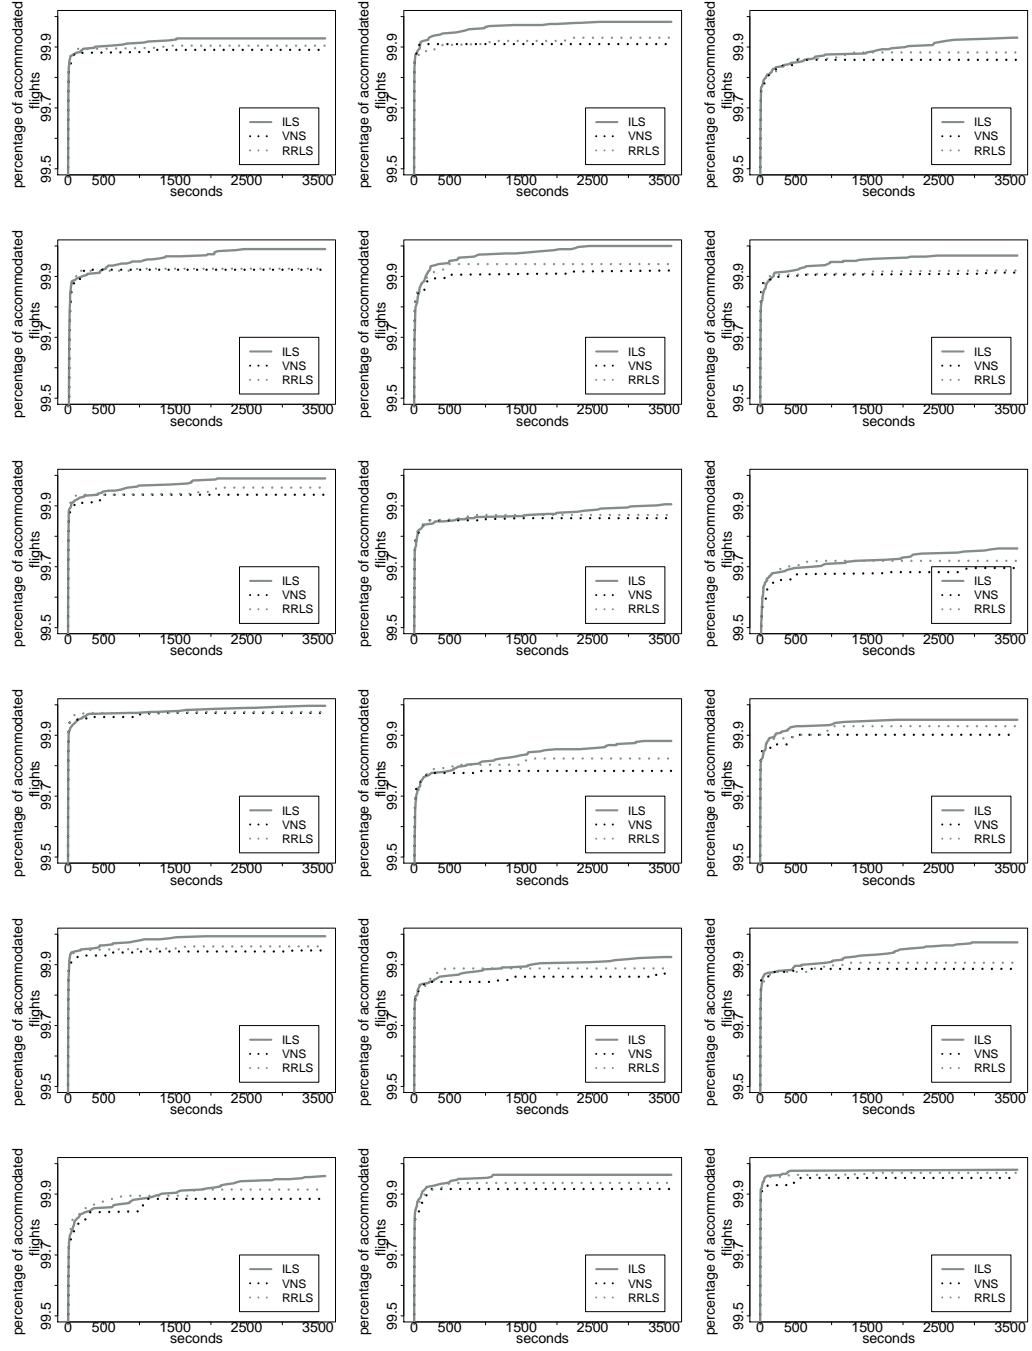 percentage of accommodated
flights
99.5 99.7 99.9
ILS
VNS
RRLS
0 500 1500 2500 3500
seconds
percentage of accommodated
flights
99.5 99.7 99.9
ILS
VNS
RRLS
0 500 1500 2500 3500
seconds
percentage of accommodated
flights
99.5 99.7 99.9
ILS
VNS
RRLS
0 500 1500 2500 3500
seconds
percentage of accommodated
flights
99.5 99.7 99.9
ILS
VNS
RRLS
0 500 1500 2500 3500
seconds
percentage of accommodated
flights
99.5 99.7 99.9
ILS
VNS
RRLS
0 500 1500 2500 3500
seconds
percentage of accommodated
flights
99.5 99.7 99.9
ILS
VNS
RRLS
0 500 1500 2500 3500
seconds
percentage of accommodated
flights
99.5 99.7 99.9
ILS
VNS
RRLS
0 500 1500 2500 3500
seconds
percentage of accommodated
flights
99.5 99.7 99.9
ILS
VNS
RRLS
0 500 1500 2500 3500
seconds
percentage of accommodated
flights
99.5 99.7 99.9
ILS
VNS
RRLS
0 500 1500 2500 3500
seconds
percentage of accommodated
flights
99.5 99.7 99.9
ILS
VNS
RRLS
0 500 1500 2500 3500
seconds
percentage of accommodated
flights
99.5 99.7 99.9
ILS
VNS
RRLS
0 500 1500 2500 3500
seconds
percentage of accommodated
flights
99.5 99.7 99.9
ILS
VNS
RRLS
0 500 1500 2500 3500
seconds
percentage of accommodated
flights
99.5 99.7 99.9
ILS
VNS
RRLS
0 500 1500 2500 3500
seconds
percentage of accommodated
flights
99.5 99.7 99.9
ILS
VNS
RRLS
0 500 1500 2500 3500
seconds
percentage of accommodated
flights
99.5 99.7 99.9
ILS
VNS
RRLS
0 500 1500 2500 3500
seconds
percentage of accommodated
flights
99.5 99.7 99.9
ILS
VNS
RRLS
0 500 1500 2500 3500
seconds
percentage of accommodated
flights
99.5 99.7 99.9
ILS
VNS
RRLS
0 500 1500 2500 3500
seconds
percentage of accommodated
flights
99.5 99.7 99.9
ILS
VNS
RRLS
0 500 1500 2500 3500
seconds